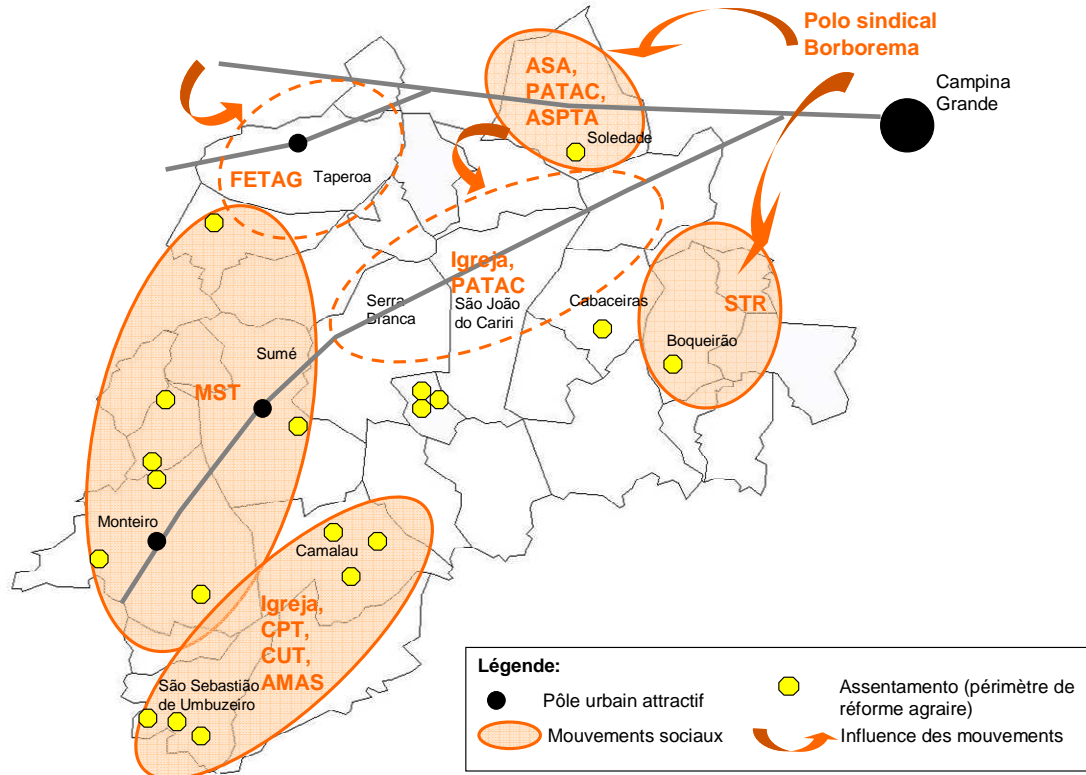 Polo sindical
Borborema
ASA,
PATAC,
ASPTA
Campina
Grande
Soledade
FETAG
Taperoa
Igreja,
PATAC
Serra
Branca
São João
do Cariri
Cabaceiras
STR
Boqueirão
Sumé
MST
Monteiro
Camalau
Igreja,
CPT,
CUT,
AMAS
São Sebastião
de Umbuzeiro
Légende:
Pôle urbain attractif
Assentamento (périmètre de
réforme agraire)
Mouvements sociaux
Influence des mouvements